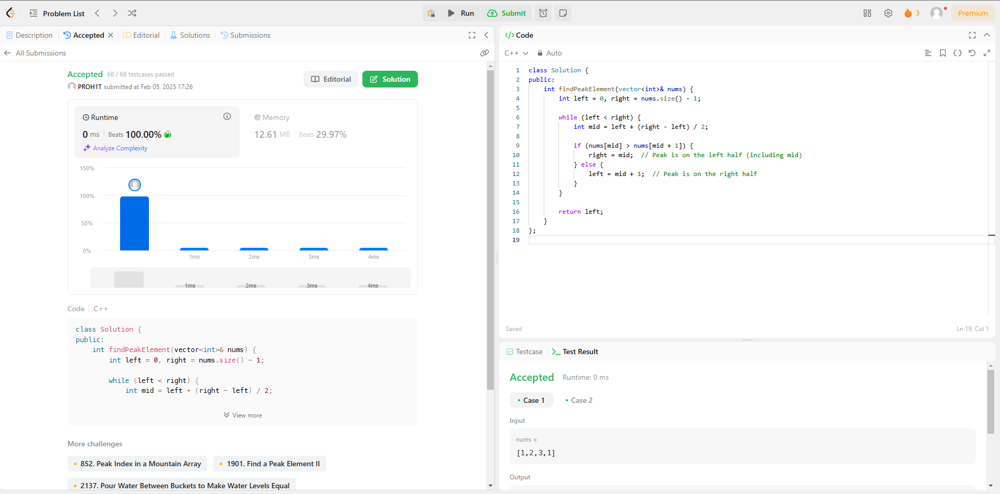 Problem List
Run
Submit
3
Premium
Description
Accepted
Editorial
Solutions
Submissions
All Submissions
Accepted 68 / 68 testcases passed
PROH1T submitted at Feb 05, 2025 17:26
Editorial
Solution
Runtime
0 ms Beats 100.00%
Analyze Complexity
Memory
12.61 MB Beats 29.97%
150%
100%
50%
0%
1ms 2ms 3ms 4ms
1ms 2ms 3ms 4ms
Code C++
class Solution {
public:
    int findPeakElement(vector<int>& nums) {
        int left = 0, right = nums.size() - 1;
        while (left < right) {
            int mid = left + (right - left) / 2;
View more
More challenges
852. Peak Index in a Mountain Array
1901. Find a Peak Element II
2137. Pour Water Between Buckets to Make Water Levels Equal
</>Code
C++
Auto
1 class Solution {
2 public:
3     int findPeakElement(vector<int>& nums) {
4         int left = 0, right = nums.size() - 1;
5
6         while (left < right) {
7             int mid = left + (right - left) / 2;
8
9             if (nums[mid] > nums[mid + 1]) {
10                 right = mid;  // Peak is on the left half (including mid)
11             } else {
12                 left = mid + 1;  // Peak is on the right half
13             }
14         }
15
16         return left;
17     }
18 };
19
Saved
Ln 19, Col 1
Testcase
Test Result
Accepted Runtime: 0 ms
Case 1
Case 2
Input
nums =
[1,2,3,1]
Output